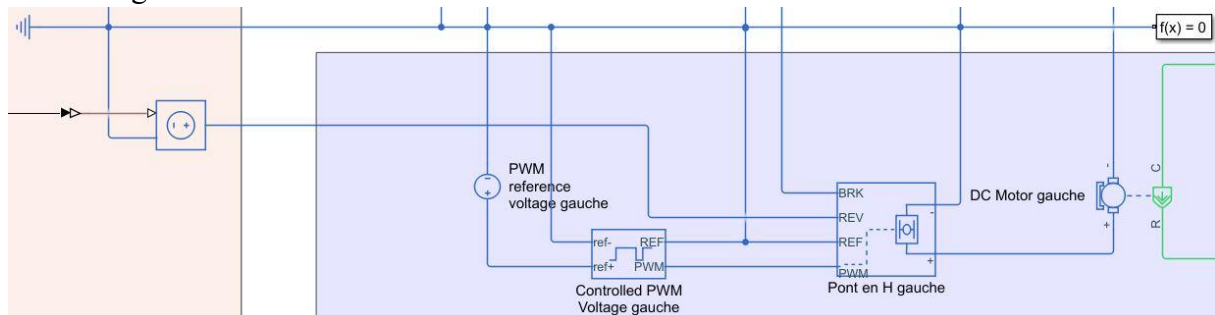 f(x) = 0
PWM
reference
voltage gauche
ref-
REF
ref+
PWM
Controlled PWM
Voltage gauche
BRK
REV
REF
PWM
-
+
Pont en H gauche
DC Motor gauche
-
+
C
R